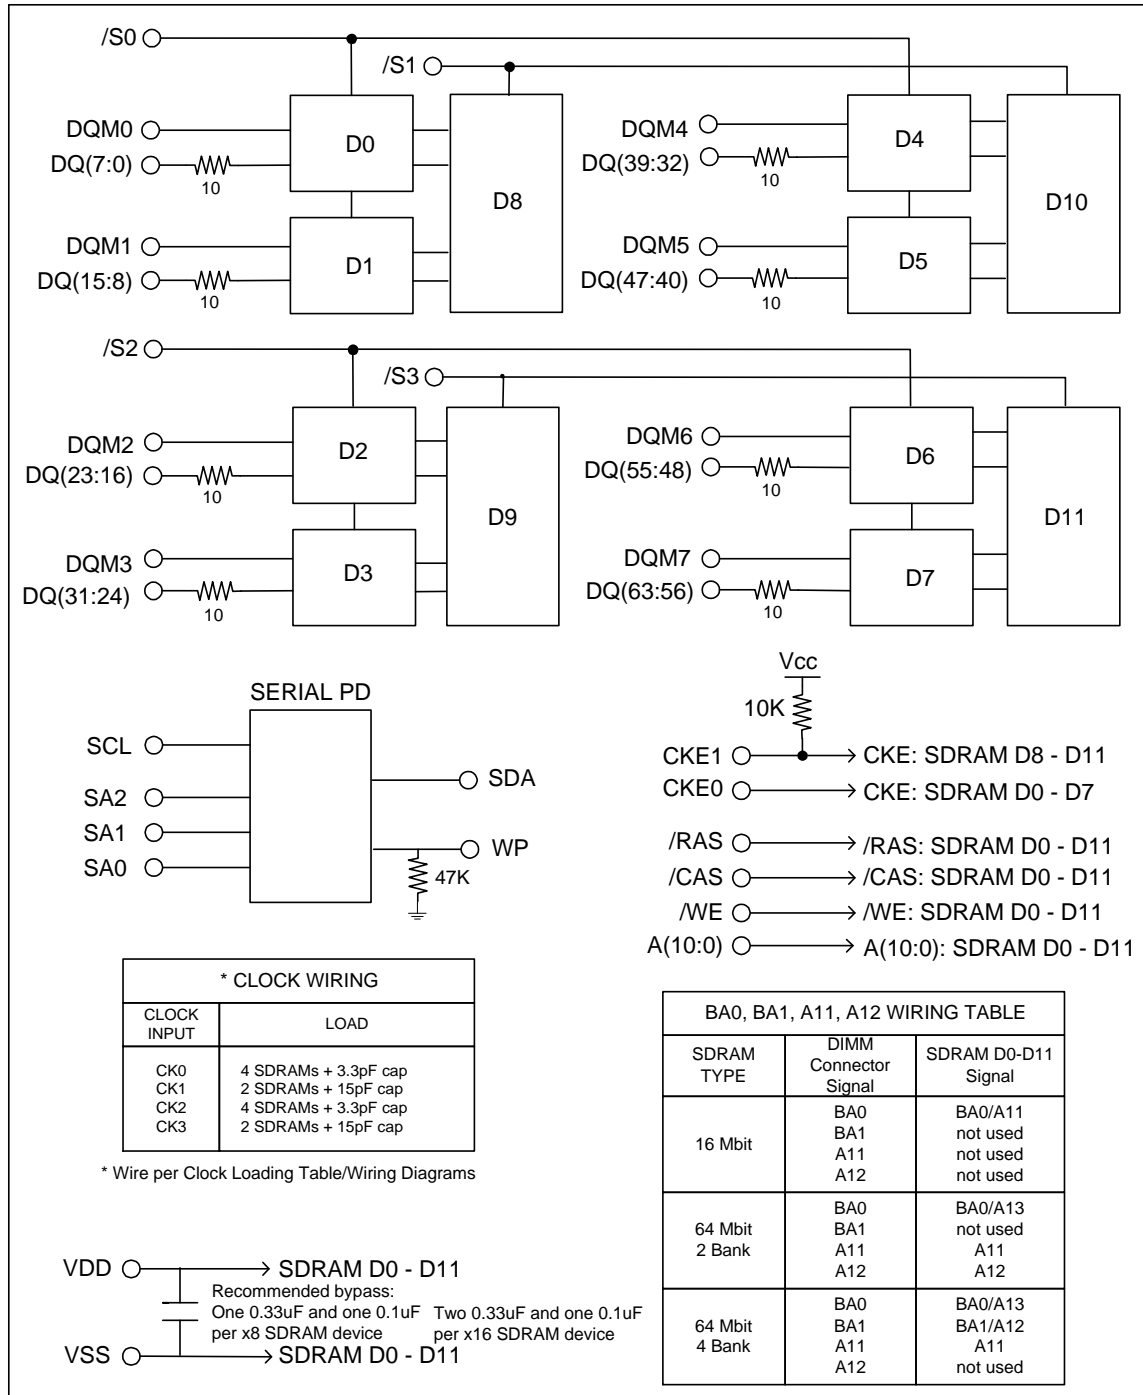 /S0
/S1
DQM0
D0
DQ(7:0)
10
D8
DQM1
D1
DQ(15:8)
10
DQM4
D4
DQ(39:32)
10
D10
DQM5
D5
DQ(47:40)
10
/S2
/S3
DQM2
D2
DQ(23:16)
10
D9
DQM3
D3
DQ(31:24)
10
DQM6
D6
DQ(55:48)
10
D11
DQM7
D7
DQ(63:56)
10
SERIAL PD
SCL
SA2
SA1
SA0
SDA
WP
47K
Vcc
10K
CKE1 CKE: SDRAM D8 - D11
CKE0 CKE: SDRAM D0 - D7
/RAS /RAS: SDRAM D0 - D11
/CAS /CAS: SDRAM D0 - D11
/WE /WE: SDRAM D0 - D11
A(10:0) A(10:0): SDRAM D0 - D11
* CLOCK WIRING
CLOCK INPUT LOAD
CK0 4 SDRAMs + 3.3pF cap
CK1 2 SDRAMs + 15pF cap
CK2 4 SDRAMs + 3.3pF cap
CK3 2 SDRAMs + 15pF cap
* Wire per Clock Loading Table/Wiring Diagrams
BA0, BA1, A11, A12 WIRING TABLE
SDRAM TYPE DIMM Connector Signal SDRAM D0-D11 Signal
16 Mbit
BA0 BA0/A11
BA1 not used
A11 not used
A12 not used
64 Mbit 2 Bank
BA0 BA0/A13
BA1 not used
A11 A11
A12 A12
64 Mbit 4 Bank
BA0 BA0/A13
BA1 BA1/A12
A11 A11
A12 not used
VDD SDRAM D0 - D11
Recommended bypass:
One 0.33uF and one 0.1uF
per x8 SDRAM device
Two 0.33uF and one 0.1uF
per x16 SDRAM device
VSS SDRAM D0 - D11